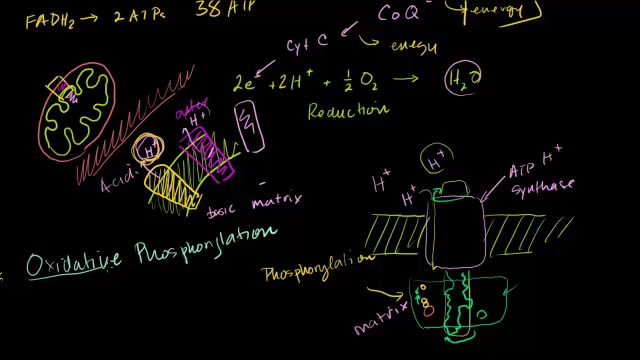 FADH₂ → 2 ATPs 38 ATP
CoQ → energy
Cyt C → energy
2e⁻ + 2H⁺ + ½ O₂ → H₂O
Reduction
outer
H⁺
H⁺
Acidic
basic matrix
Oxidative Phosphorylation
H⁺ H⁺ H⁺ H⁺
ATP
Synthase
Phosphorylation
matrix